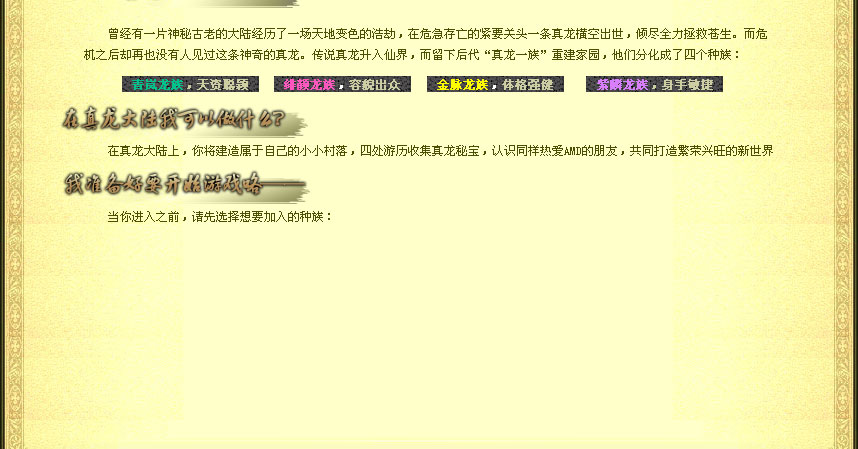 曾经有一片神秘古老的大陆经历了一场天地变色的浩劫，在危急存亡的紧要关头一条真龙横空出世，倾尽全力拯救苍生。而危
机之后却再也没有人见过这条神奇的真龙。传说真龙升入仙界，而留下后代“真龙一族”重建家园，他们分化成了四个种族：
青岚龙族，天资聪颖 绯颜龙族，容貌出众 金脉龙族，体格强健 紫麟龙族，身手敏捷
在真龙大陆我可以做什么？
在真龙大陆上，你将建造属于自己的小小村落，四处游历收集真龙秘宝，认识同样热爱AMD的朋友，共同打造繁荣兴旺的新世界
我准备好要开始游戏咯——
当你进入之前，请先选择想要加入的种族：